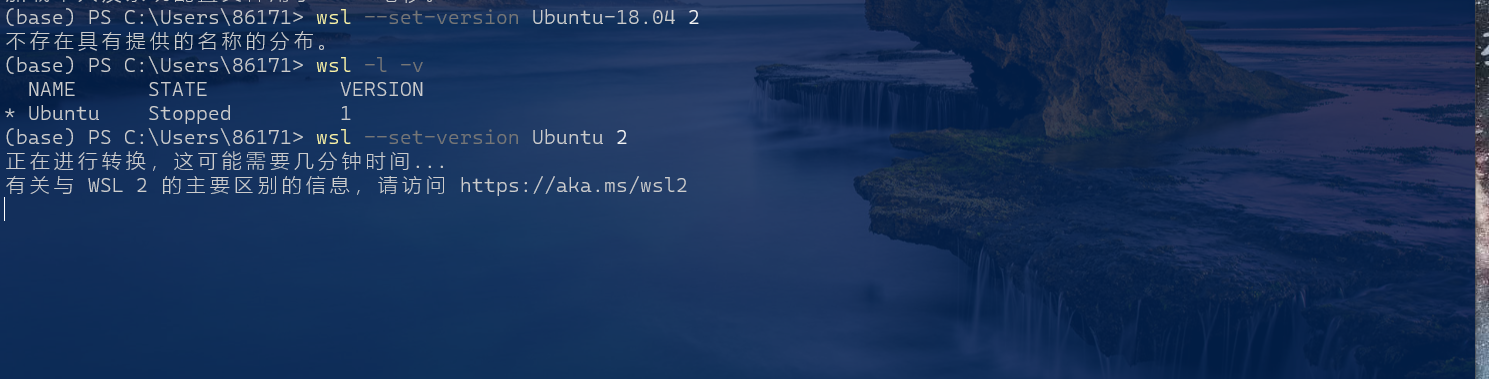 (base) PS C:\Users\86171> wsl --set-version Ubuntu-18.04 2
不存在具有提供的名称的分布。
(base) PS C:\Users\86171> wsl -l -v
  NAME      STATE           VERSION
* Ubuntu    Stopped         1
(base) PS C:\Users\86171> wsl --set-version Ubuntu 2
正在进行转换，这可能需要几分钟时间...
有关与 WSL 2 的主要区别的信息，请访问 https://aka.ms/wsl2